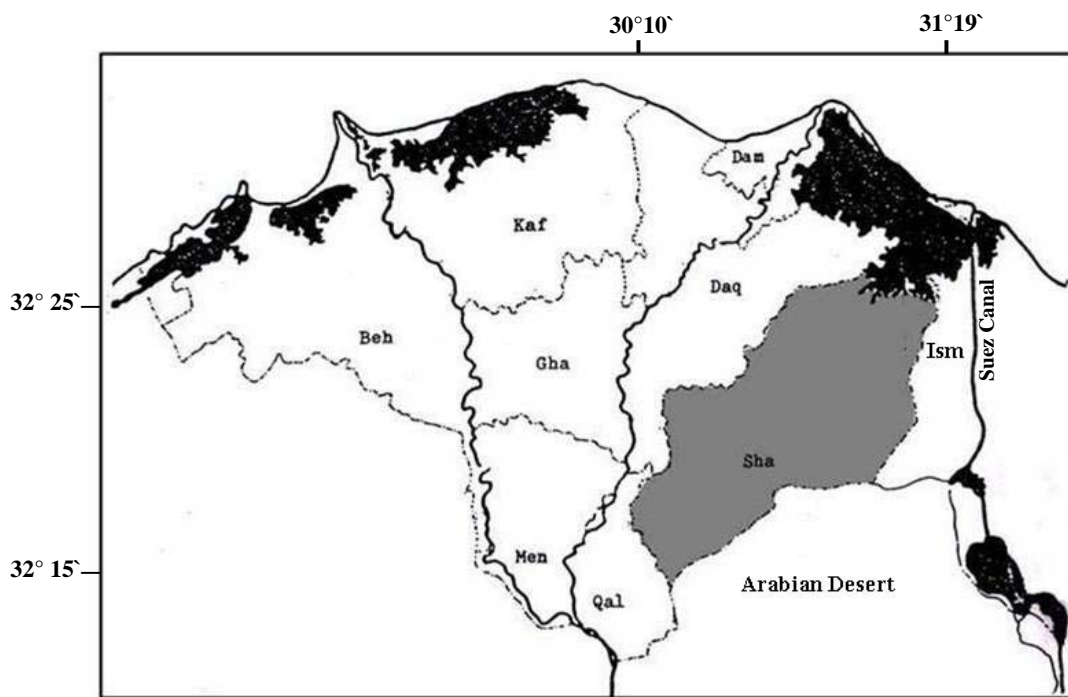 30°10` 31°19`
Dam
Kaf
Daq
32° 25`
Suez Canal
Beh
Ism
Gha
Sha
Men
32° 15`
Arabian Desert
Qal